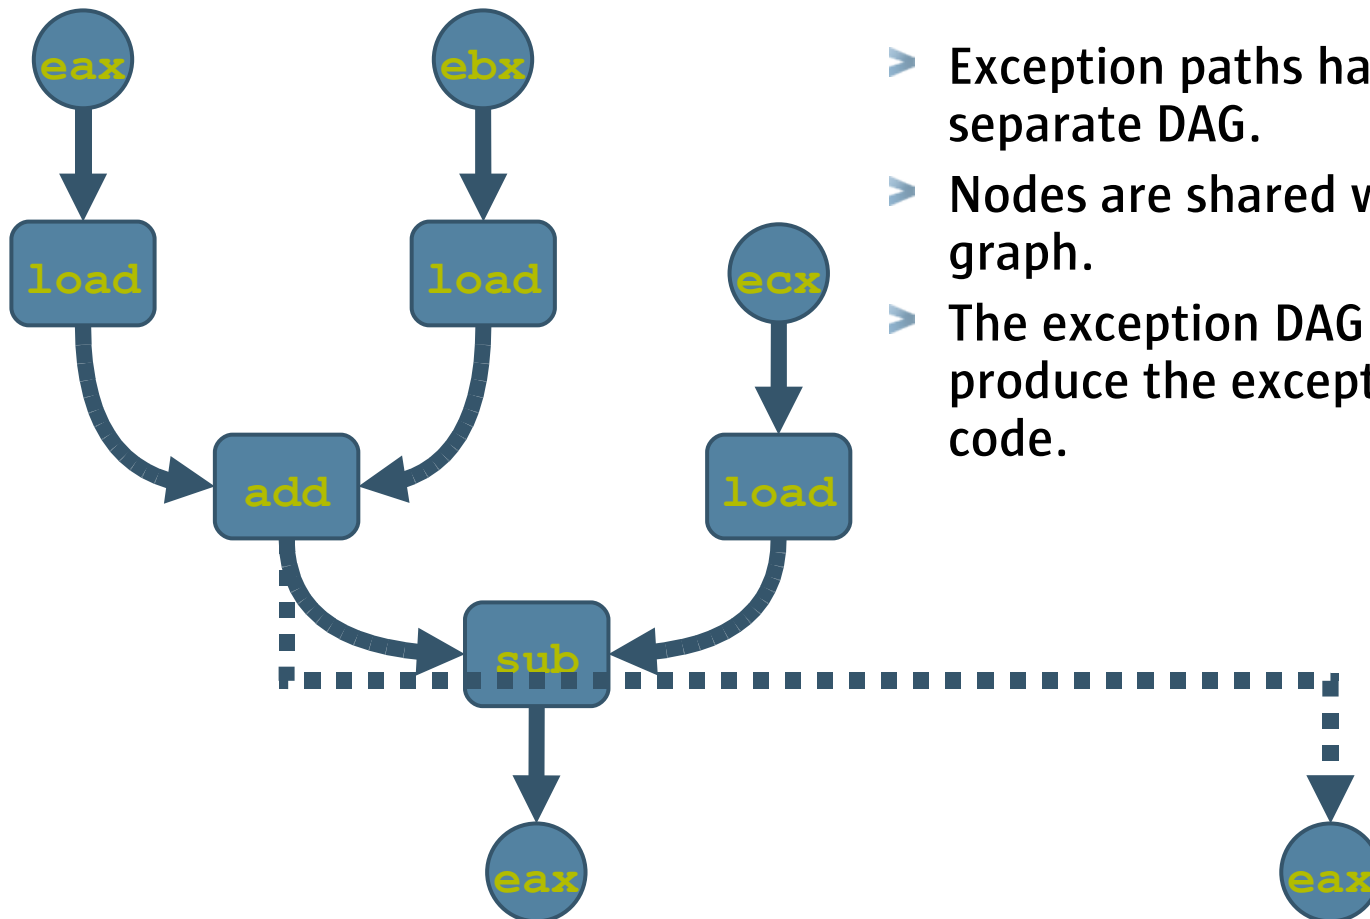 eax
ebx
load
load
ecx
add
load
sub
eax
eax
Exception paths ha
separate DAG.
Nodes are shared
graph.
The exception DAG
produce the except
code.